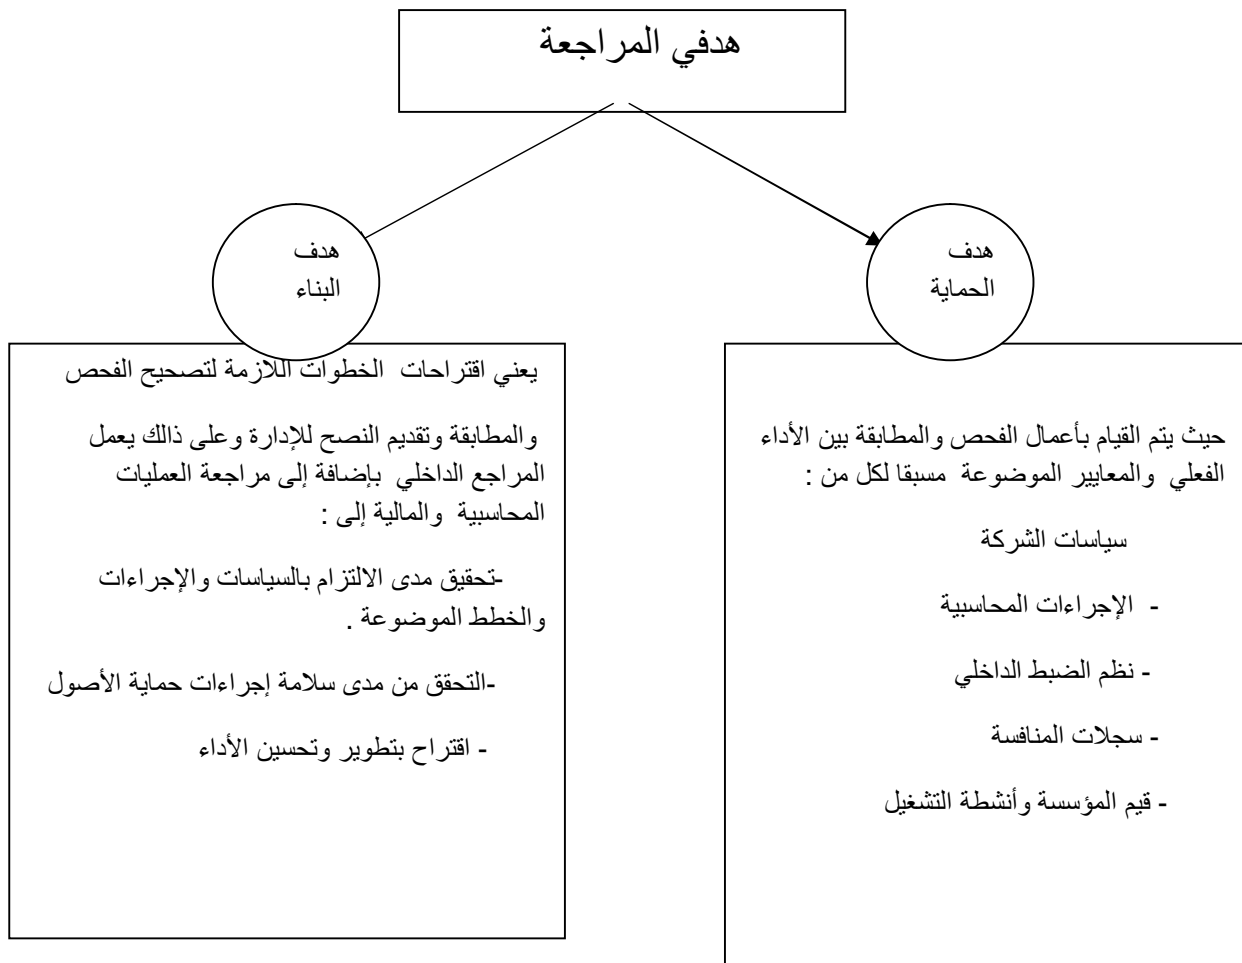 هدفي المراجعة
هدف
الحماية
هدف
البناء
حيث يتم القيام بأعمال الفحص والمطابقة بين الأداء
الفعلي والمعايير الموضوعة مسبقا لكل من :
سياسات الشركة
- الإجراءات المحاسبية
- نظم الضبط الداخلي
- سجلات المنافسة
- قيم المؤسسة وأنشطة التشغيل
يعني اقتراحات الخطوات اللازمة لتصحيح الفحص
والمطابقة وتقديم النصح للإدارة وعلى ذالك يعمل
المراجع الداخلي بإضافة إلى مراجعة العمليات
المحاسبية والمالية إلى :
-تحقيق مدى الالتزام بالسياسات والإجراءات
والخطط الموضوعة .
-التحقق من مدى سلامة إجراءات حماية الأصول
- اقتراح بتطوير وتحسين الأداء